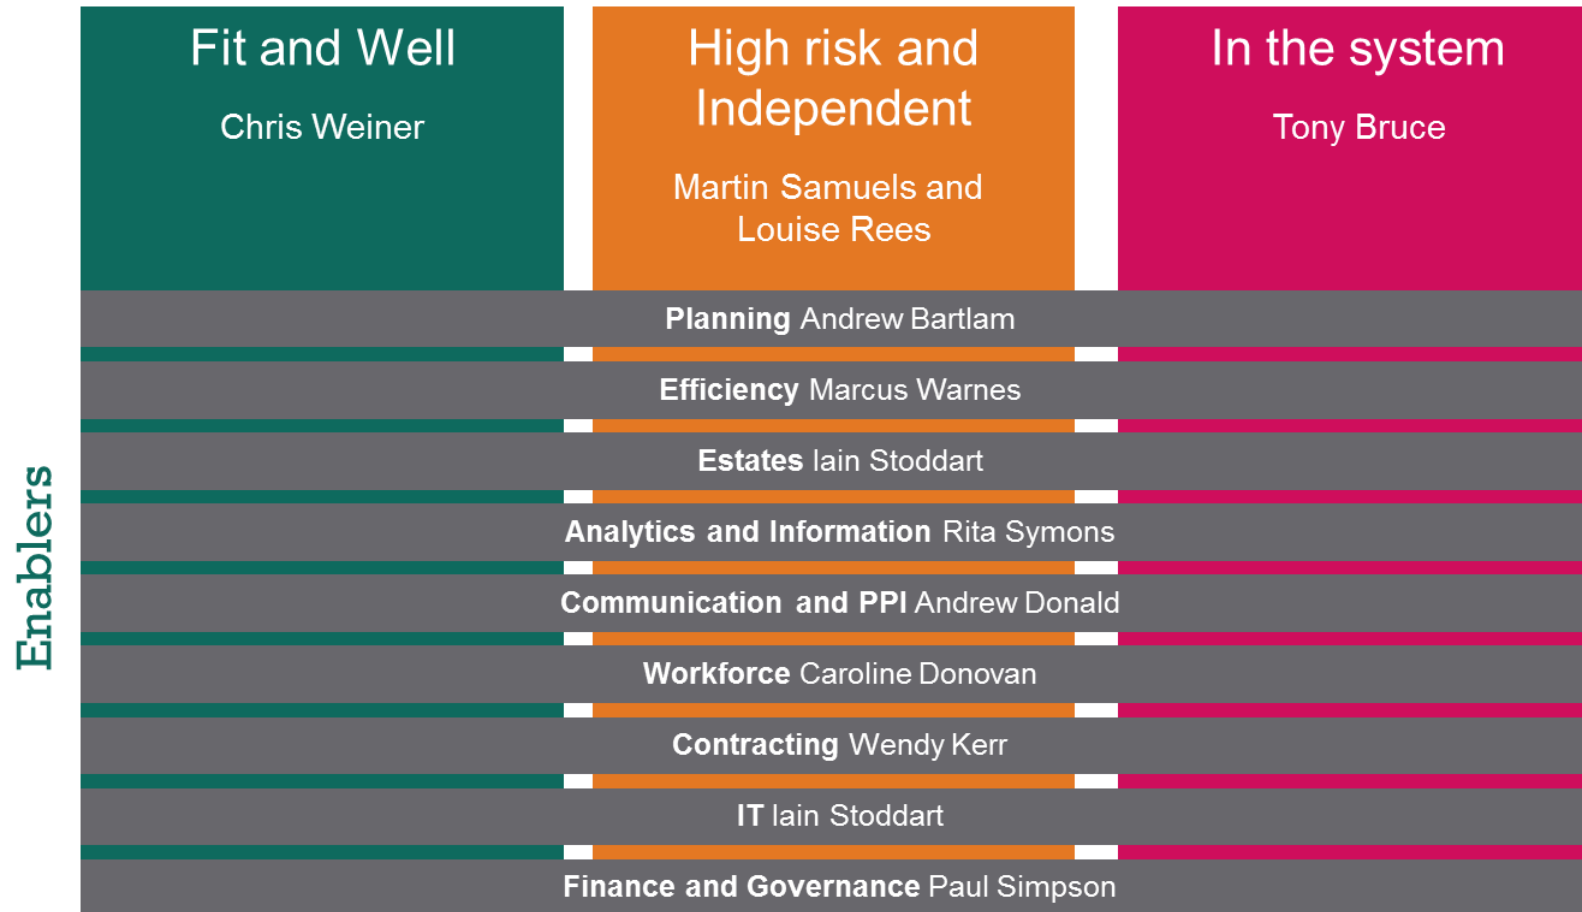 Fit and Well
Chris Weiner
High risk and
Independent
Martin Samuels and
Louise Rees
In the system
Tony Bruce
Enablers
Planning Andrew Bartlam
Efficiency Marcus Warnes
Estates Iain Stoddart
Analytics and Information Rita Symons
Communication and PPI Andrew Donald
Workforce Caroline Donovan
Contracting Wendy Kerr
IT Iain Stoddart
Finance and Governance Paul Simpson